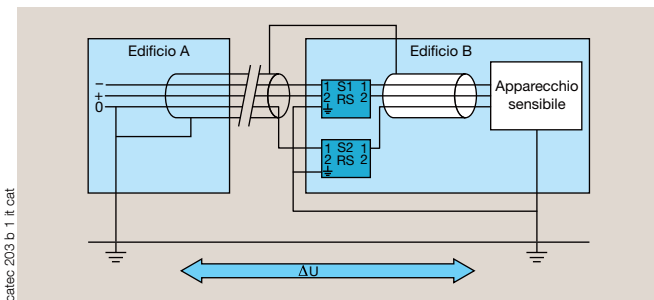 Edificio A
Edificio B
–
+
0
1 S1 1
2 RS 2
1 S2 1
2 RS 2
Apparecchio
sensibile
ΔU
catec 203 b 1 it cat